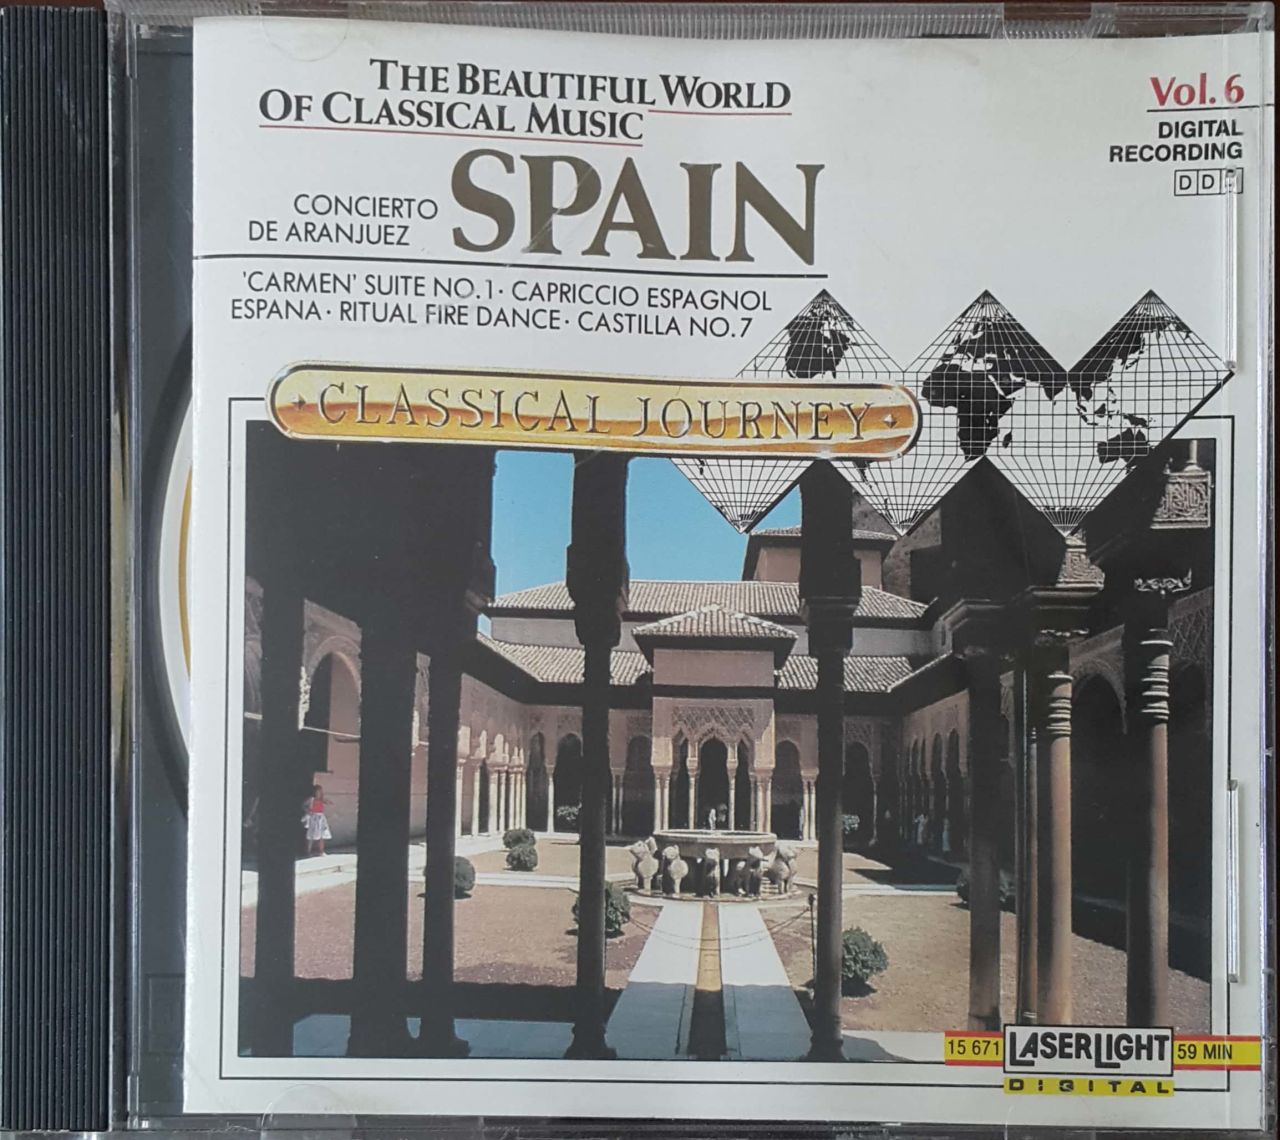 THE BEAUTIFUL WORLD
OF CLASSICAL MUSIC
Vol. 6
DIGITAL
RECORDING
DDD
SPAIN
CONCIERTO
DE ARANJUEZ
'CARMEN' SUITE NO.1 · CAPRICCIO ESPAGNOL
ESPANA · RITUAL FIRE DANCE · CASTILLA NO.7
CLASSICAL JOURNEY
15 671 LASERLIGHT 59 MIN
DIGITAL